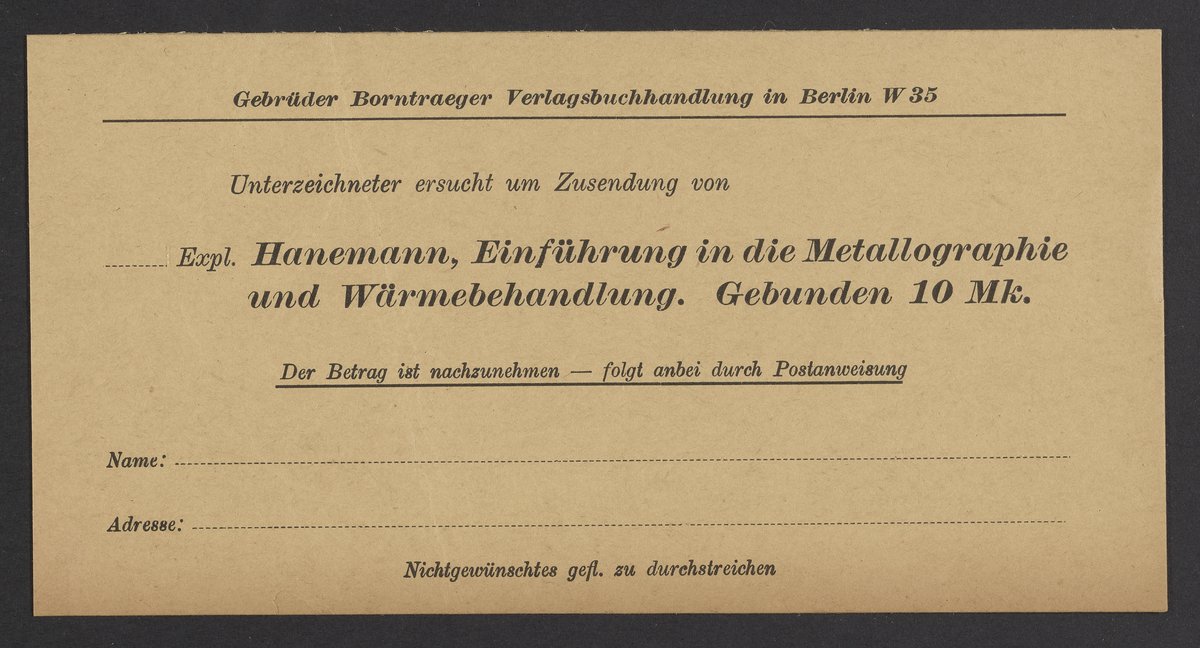 Gebrüder Borntraeger Verlagsbuchhandlung in Berlin W 35
Unterzeichneter ersucht um Zusendung von
Expl. Hanemann, Einführung in die Metallographie
und Wärmebehandlung. Gebunden 10 Mk.
Der Betrag ist nachzunehmen — folgt anbei durch Postanweisung
Name:
Adresse:
Nichtgewünschtes gefl. zu durchstreichen